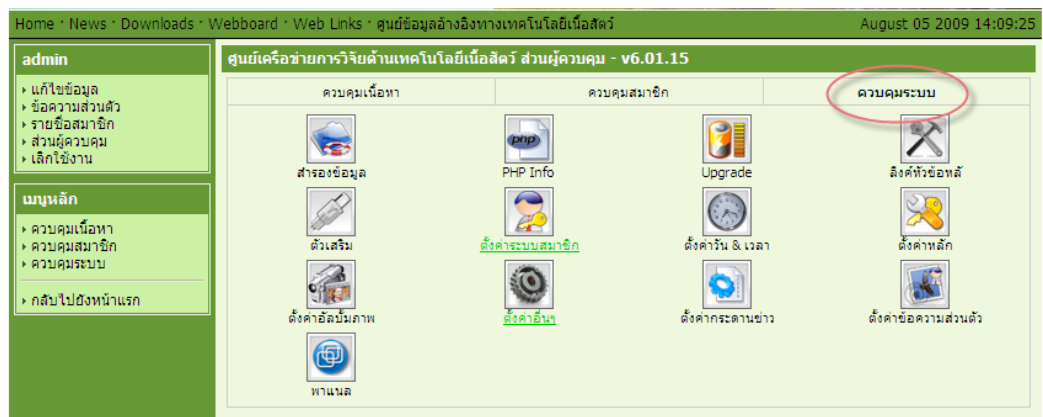 Home · News · Downloads · Webboard · Web Links · ศูนย์ข้อมูลอ้างอิงทางเทคโนโลยีเนื้อสัตว์
August 05 2009 14:09:25
admin
แก้ไขข้อมูล
ข้อความส่วนตัว
รายชื่อสมาชิก
ส่วนผู้ควบคุม
เลิกใช้งาน
เมนูหลัก
ควบคุมเนื้อหา
ควบคุมสมาชิก
ควบคุมระบบ
กลับไปยังหน้าแรก
ศูนย์เครือข่ายการวิจัยด้านเทคโนโลยีเนื้อสัตว์ ส่วนผู้ควบคุม - v6.01.15
ควบคุมเนื้อหา ควบคุมสมาชิก ควบคุมระบบ
php
สำรองข้อมูล PHP Info Upgrade ลิงค์หัวข้อหลั
ตัวเสริม ตั้งค่าระบบสมาชิก ตั้งค่าวัน & เวลา ตั้งค่าหลัก
ตั้งค่าอัลบั้มภาพ ตั้งค่าอื่นๆ ตั้งค่ากระดานข่าว ตั้งค่าข้อความส่วนตัว
พาแนล